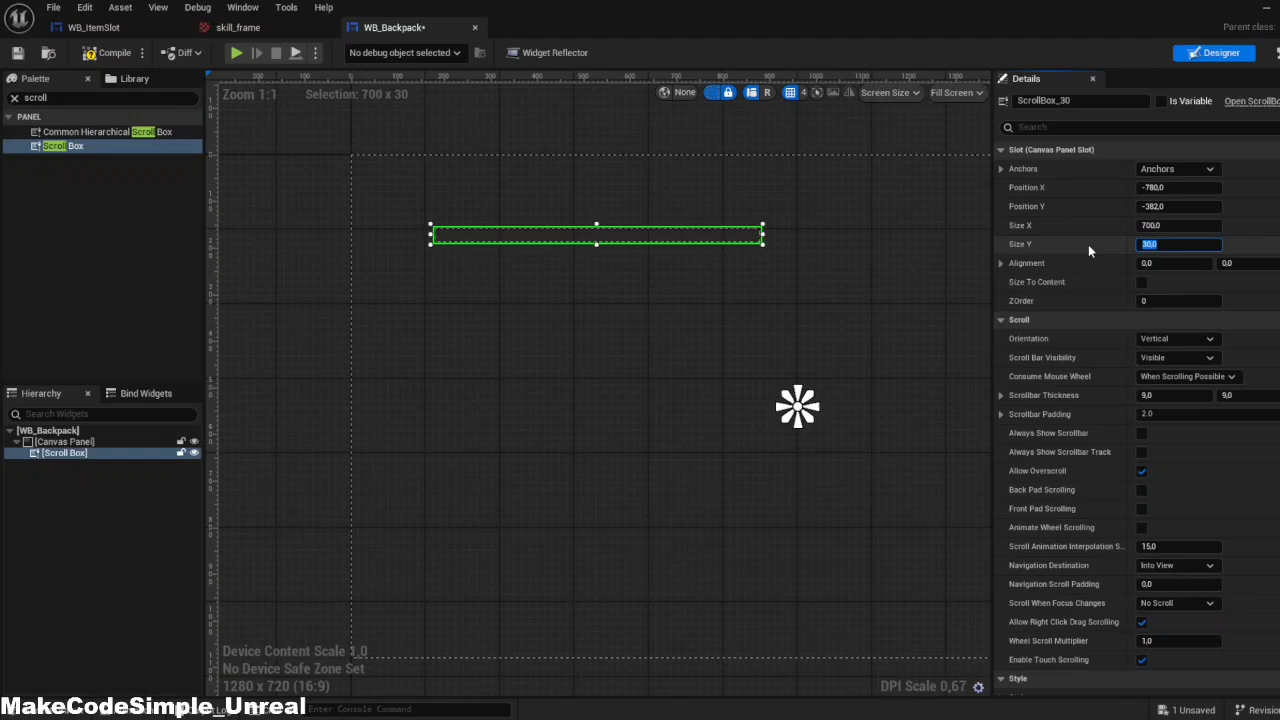 File Edit Asset View Debug Window Tools Help
WB_ItemSlot skill_frame WB_Backpack* Parent class:
Compile Diff No debug object selected Widget Reflector Designer
Palette Library Details
scroll
ScrollBox_30 Is Variable Open ScrollBo
PANEL
Common Hierarchical Scroll Box
Scroll Box
Zoom 1:1 Selection: 700 x 30 None R 4 Screen Size Fill Screen
Search
Slot (Canvas Panel Slot)
Anchors Anchors
Position X -780,0
Position Y -382,0
Size X 700,0
Size Y 30,0
Alignment 0,0 0,0
Size To Content
ZOrder 0
Scroll
Orientation Vertical
Scroll Bar Visibility Visible
Consume Mouse Wheel When Scrolling Possible
Scrollbar Thickness 9,0 9,0
Scrollbar Padding 2.0
Always Show Scrollbar
Always Show Scrollbar Track
Allow Overscroll
Back Pad Scrolling
Front Pad Scrolling
Animate Wheel Scrolling
Scroll Animation Interpolation S... 15,0
Navigation Destination Into View
Navigation Scroll Padding 0,0
Scroll When Focus Changes No Scroll
Allow Right Click Drag Scrolling
Wheel Scroll Multiplier 1,0
Enable Touch Scrolling
Style
Hierarchy Bind Widgets
Search Widgets
[WB_Backpack]
[Canvas Panel]
[Scroll Box]
Device Content Scale 1,0
No Device Safe Zone Set
1280 x 720 (16:9)
DPI Scale 0,67
MakeCodeSimple_Unreal
Enter Console Command
1 Unsaved Revisio